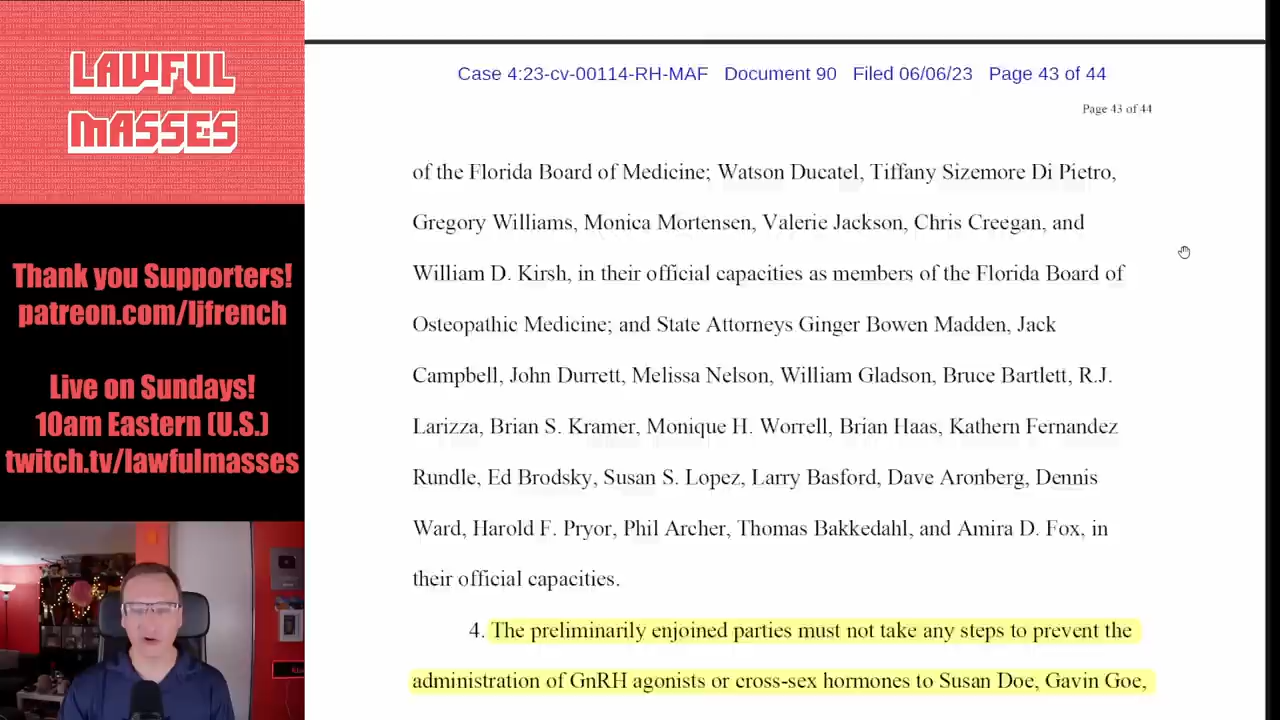 LAWFUL
MASSES
Thank you Supporters!
patreon.com/ljfrench
Live on Sundays!
10am Eastern (U.S.)
twitch.tv/lawfulmasses
Case 4:23-cv-00114-RH-MAF Document 90 Filed 06/06/23 Page 43 of 44
Page 43 of 44
of the Florida Board of Medicine; Watson Ducatel, Tiffany Sizemore Di Pietro,
Gregory Williams, Monica Mortensen, Valerie Jackson, Chris Creegan, and
William D. Kirsh, in their official capacities as members of the Florida Board of
Osteopathic Medicine; and State Attorneys Ginger Bowen Madden, Jack
Campbell, John Durrett, Melissa Nelson, William Gladson, Bruce Bartlett, R.J.
Larizza, Brian S. Kramer, Monique H. Worrell, Brian Haas, Kathern Fernandez
Rundle, Ed Brodsky, Susan S. Lopez, Larry Basford, Dave Aronberg, Dennis
Ward, Harold F. Pryor, Phil Archer, Thomas Bakkedahl, and Amira D. Fox, in
their official capacities.
4. The preliminarily enjoined parties must not take any steps to prevent the
administration of GnRH agonists or cross-sex hormones to Susan Doe, Gavin Goe,